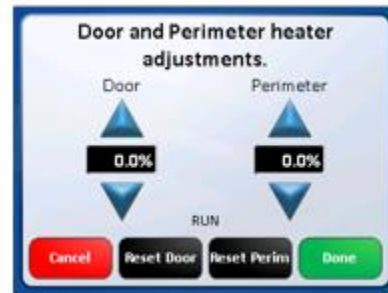 Door and Perimeter heater
adjustments.
Door Perimeter
0.0% 0.0%
RUN
Cancel Reset Door Reset Perim Done